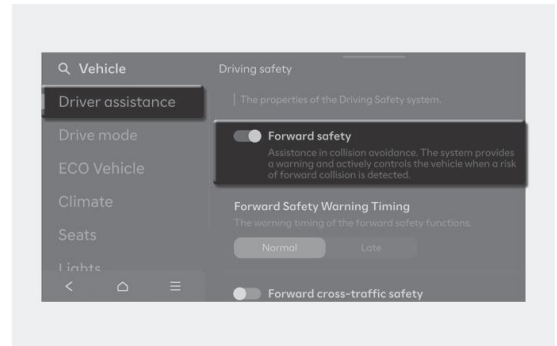 Vehicle
Driver assistance
Drive mode
ECO Vehicle
Climate
Seats
Lights
Driving safety
The properties of the Driving Safety system.
Forward safety
Assistance in collision avoidance. The system provides
a warning and actively controls the vehicle when a risk
of forward collision is detected.
Forward Safety Warning Timing
The warning timing of the forward safety functions.
Normal Late
Forward cross-traffic safety